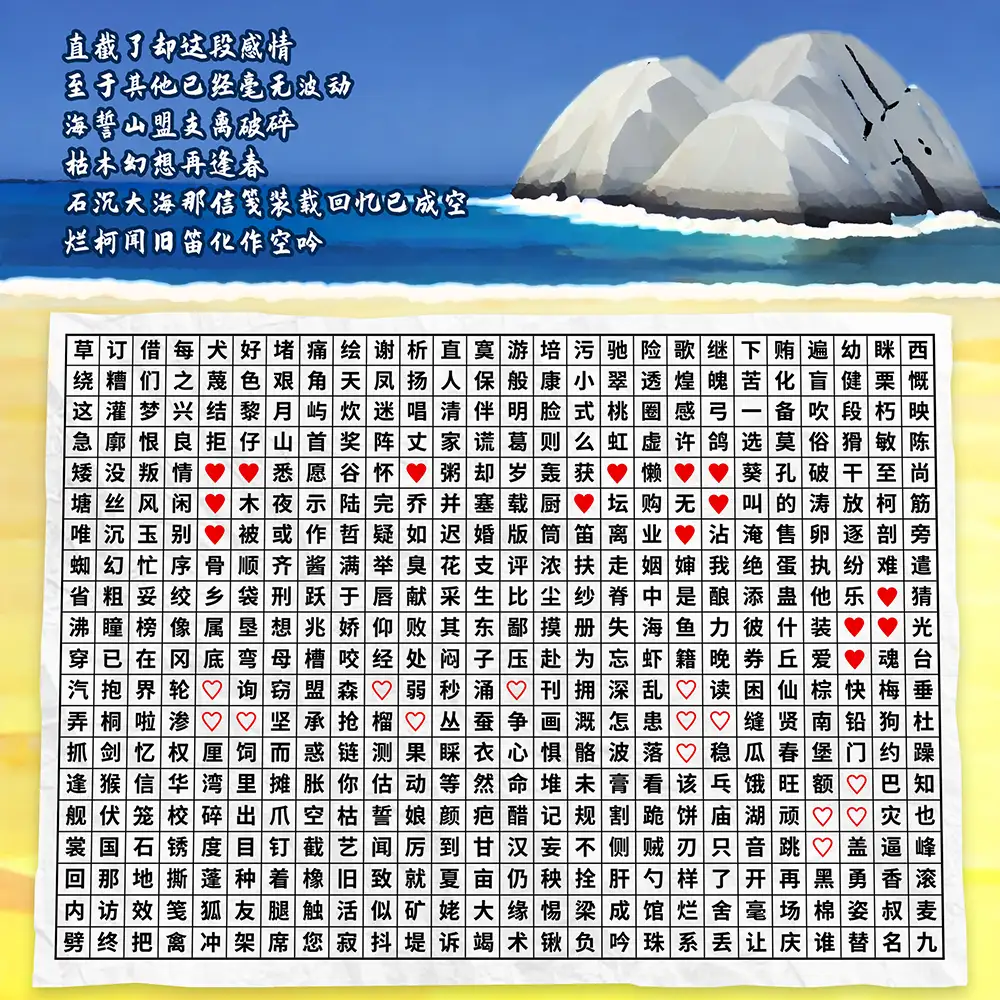 直截了却这段感情
至于其他已经毫无波动
海誓山盟支离破碎
枯木幻想再逢春
石沉大海那信笺装载回忆已成空
烂柯闻旧笛化作空吟
草订借每犬好堵痛绘谢析直寞游培污驰险歌继下贿遍幼眯西
绕糟们之蔑色艰角天凤扬人保般康小翠透煌魄苦化盲健栗慨
这灌梦兴结黎月屿炊迷唱清伴明脸式桃圈感弓一备吹段朽映
急廓恨良拒仔山首奖阵丈家谎葛则么虹虚许鸽选莫俗猾敏陈
矮没叛情♥♥悉愿谷怀♥粥却岁轰获♥懒♥♥葵孔破干至尚
塘丝风闲♥木夜示陆完乔并塞载厨♥坛购无♥叫的涛放柯筋
唯沉玉别♥被或作哲疑如迟婚版筒笛离业♥沾淹售卵逐剖旁
蜘幻忙序骨顺齐酱满举臭花支评浓扶走姻婶我绝蛋执纷难遣
省粗妥绞乡袋刑跃于唇献采生比尘纱脊中是酿添蛊他乐♥猜
沸瞳榜像属垦想兆娇仰败其东鄙摸册失海鱼力彼什装♥♥光
穿已在冈底弯母槽咬经处闷子压赴为忘虾籍晚券丘爱♥魂台
汽抱界轮♡询窃盟森♡弱秒涌♡刊拥深乱♡读困仙棕快梅垂
弄桐啦渗♡♡坚承抢榴♡丛蚕争画溉怎患♡♡缝贤南铅狗杜
抓剑忆权厘饲而惑链测果睬衣心惧骼波落♡稳瓜春堡门约躁
逢猴信华湾里摊胀你估动等然命堆未膏看该乓饿旺额♡巴知
舰伏笼校碎出爪空枯誓娘颜疤醋记规割跪饼庙湖顽♡♡灾也
裳国石锈度目钉截艺闻厉到甘汉妄不侧贼刃只音跳♡盖逼峰
回那地撕蓬种着橡旧致就夏亩仍秧拴肝勺样了开再黑勇香滚
内访效笺狐友腿触活似矿姥大缘惕梁成馆烂舍毫场棉姿叔麦
劈终把禽冲架席您寂抖堤诉竭术锹负吟珠系丢让庆谁替名九